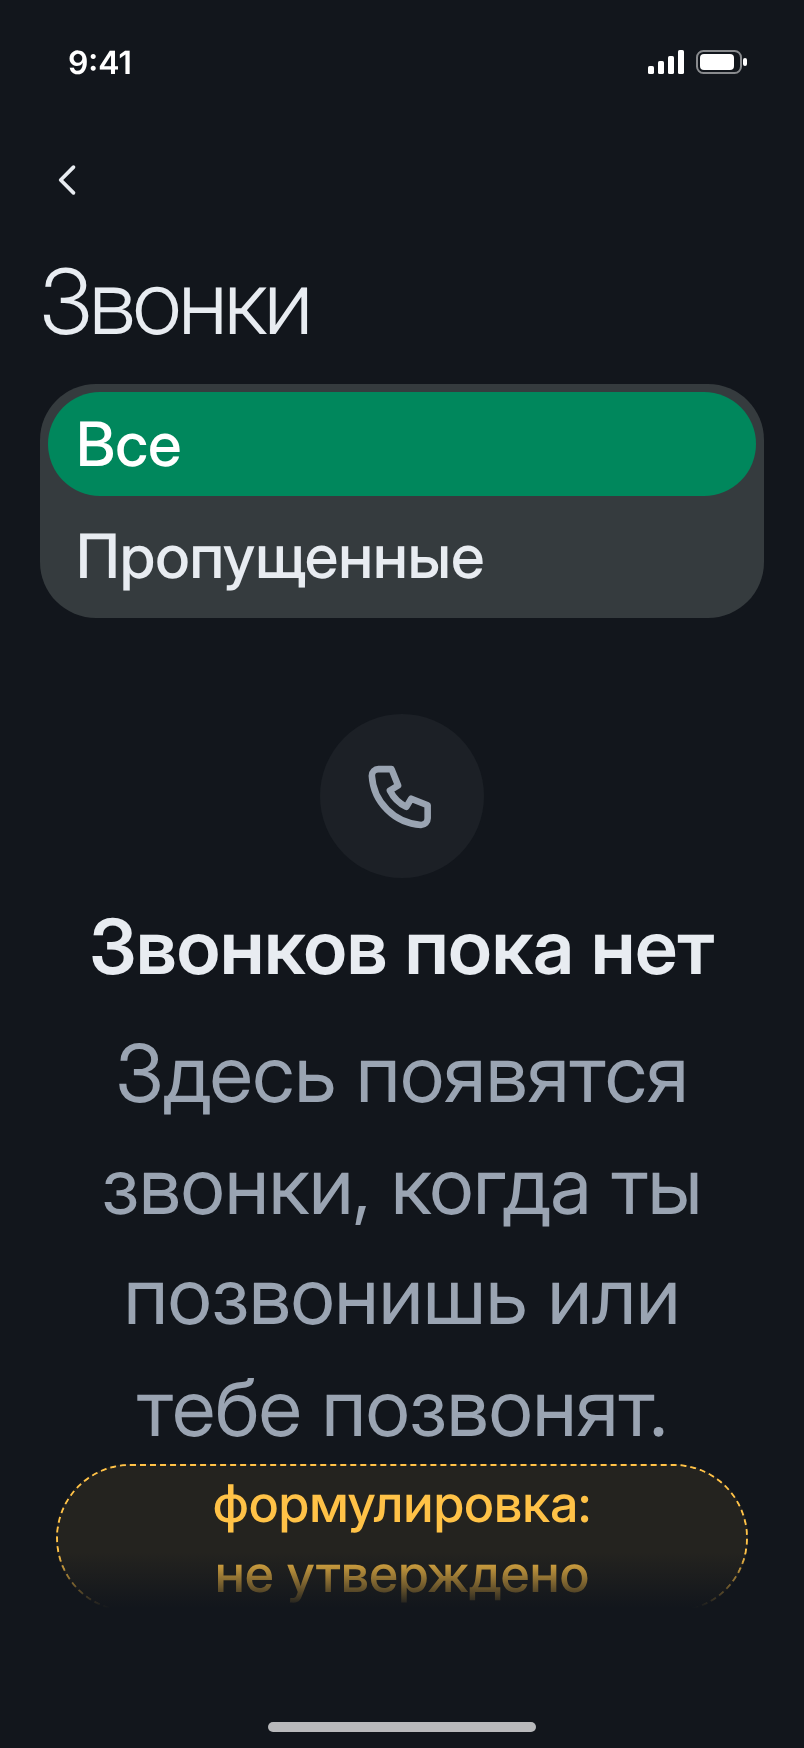 9:41
Звонки
Все
Пропущенные
Звонков пока нет
Здесь появятся
звонки, когда ты
позвонишь или
тебе позвонят.
формулировка:
не утверждено